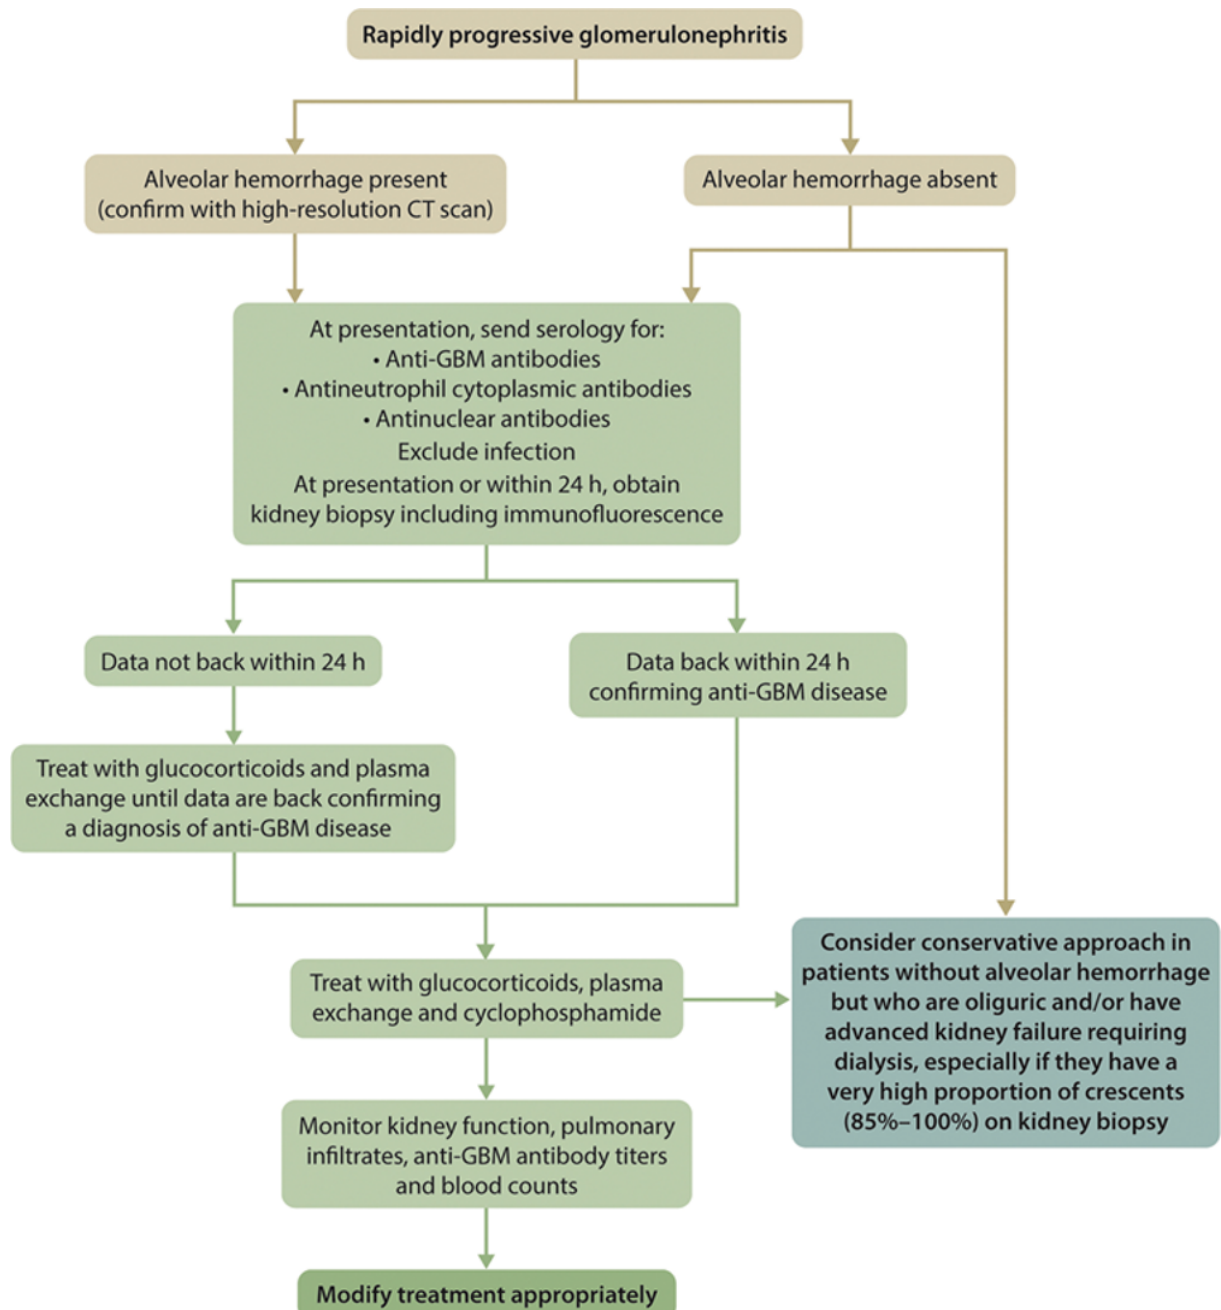 Rapidly progressive glomerulonephritis
Alveolar hemorrhage present
(confirm with high-resolution CT scan)
Alveolar hemorrhage absent
At presentation, send serology for:
• Anti-GBM antibodies
• Antineutrophil cytoplasmic antibodies
• Antinuclear antibodies
Exclude infection
At presentation or within 24 h, obtain
kidney biopsy including immunofluorescence
Data not back within 24 h
Data back within 24 h
confirming anti-GBM disease
Treat with glucocorticoids and plasma
exchange until data are back confirming
a diagnosis of anti-GBM disease
Treat with glucocorticoids, plasma
exchange and cyclophosphamide
Consider conservative approach in
patients without alveolar hemorrhage
but who are oliguric and/or have
advanced kidney failure requiring
dialysis, especially if they have a
very high proportion of crescents
(85%–100%) on kidney biopsy
Monitor kidney function, pulmonary
infiltrates, anti-GBM antibody titers
and blood counts
Modify treatment appropriately